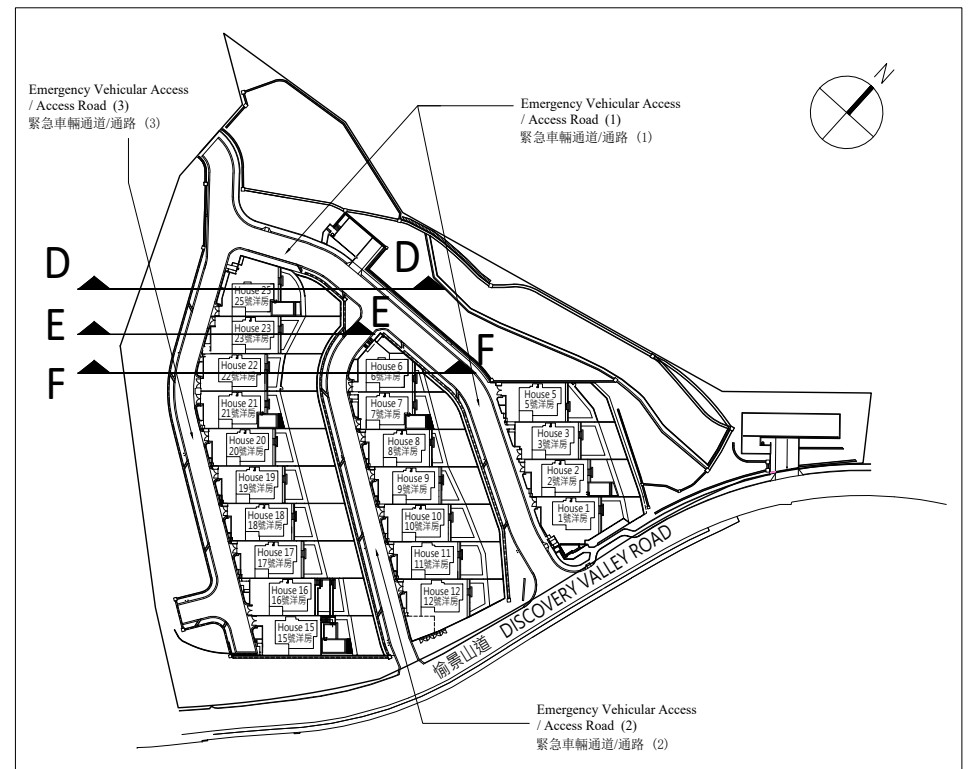 Emergency Vehicular Access
/ Access Road (3)
緊急車輛通道/通路 (3)
Emergency Vehicular Access
/ Access Road (1)
緊急車輛通道/通路 (1)
N
D
D
E
E
F
F
House 25
25號洋房
House 23
23號洋房
House 22
22號洋房
House 21
21號洋房
House 20
20號洋房
House 19
19號洋房
House 18
18號洋房
House 17
17號洋房
House 16
16號洋房
House 15
15號洋房
House 6
6號洋房
House 7
7號洋房
House 8
8號洋房
House 9
9號洋房
House 10
10號洋房
House 11
11號洋房
House 12
12號洋房
House 5
5號洋房
House 3
3號洋房
House 2
2號洋房
House 1
1號洋房
愉景山道 DISCOVERY VALLEY ROAD
Emergency Vehicular Access
/ Access Road (2)
緊急車輛通道/通路 (2)